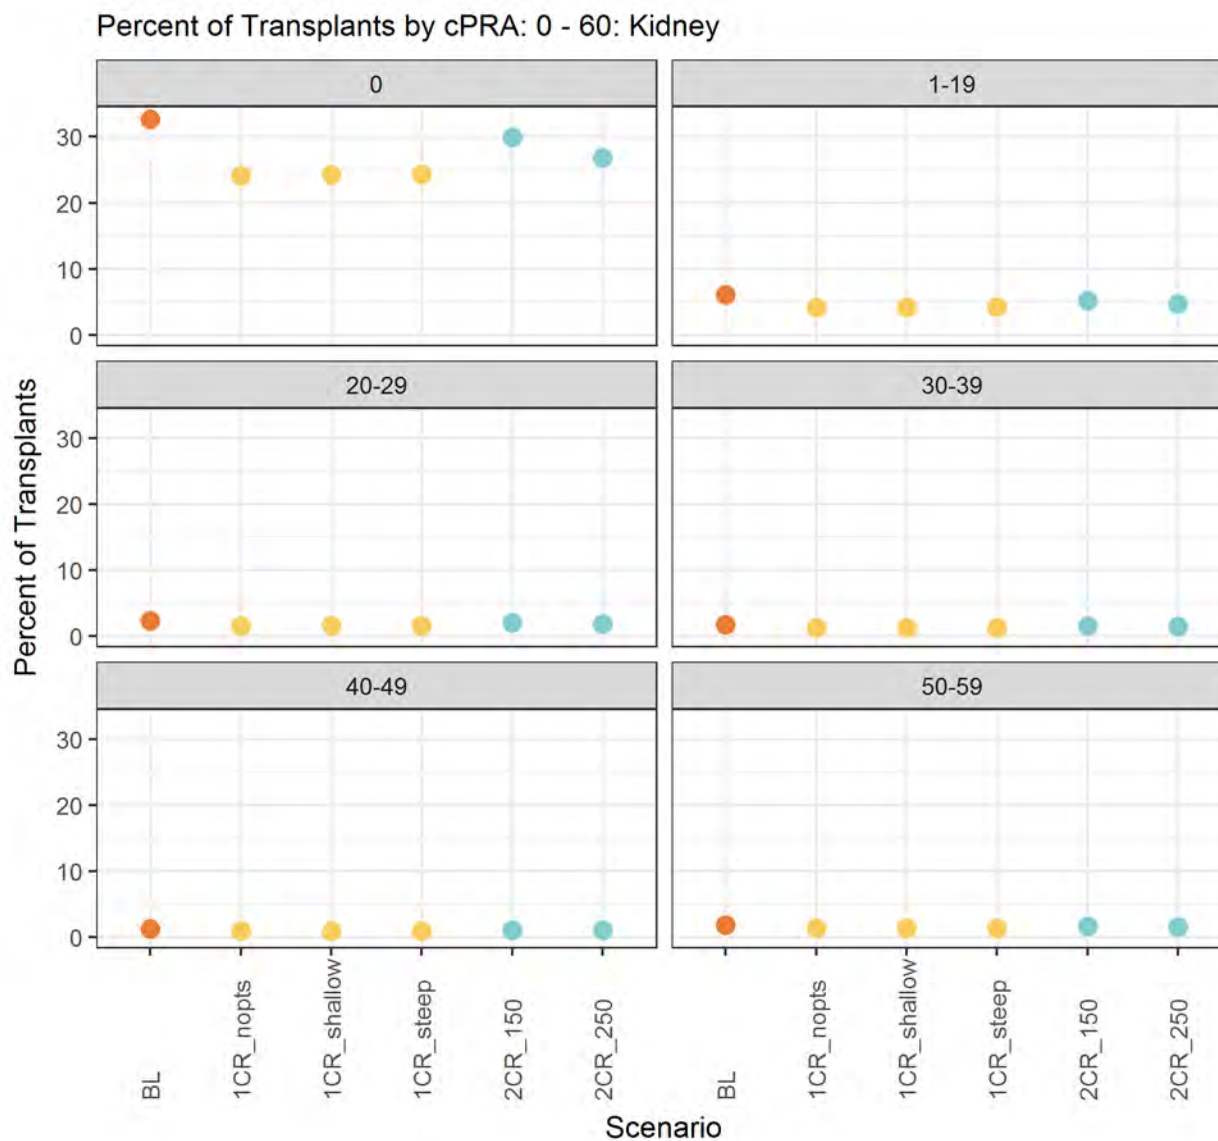 Percent of Transplants by cPRA: 0 - 60: Kidney
0
1-19
30
20
10
0
20-29
30-39
30
20
10
0
40-49
50-59
30
20
10
0
Percent of Transplants
BL
1CR_nopts
1CR_shallow
1CR_steep
2CR_150
2CR_250
BL
1CR_nopts
1CR_shallow
1CR_steep
2CR_150
2CR_250
Scenario